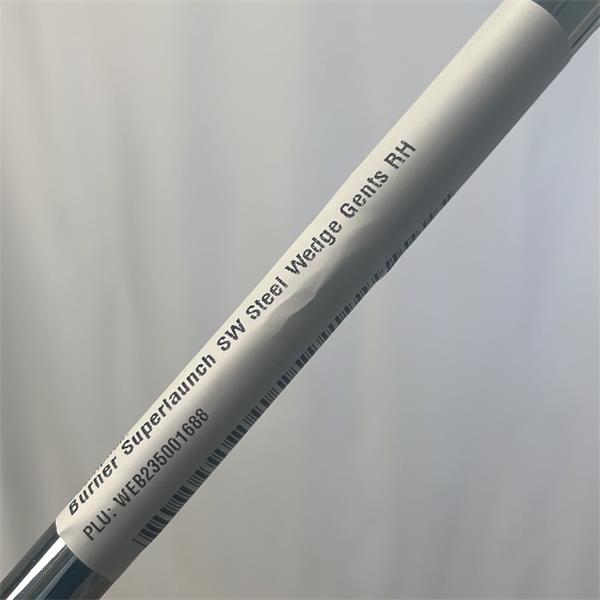 Burner Superlaunch SW Steel Wedge Gents RH
PLU: WEB235001688